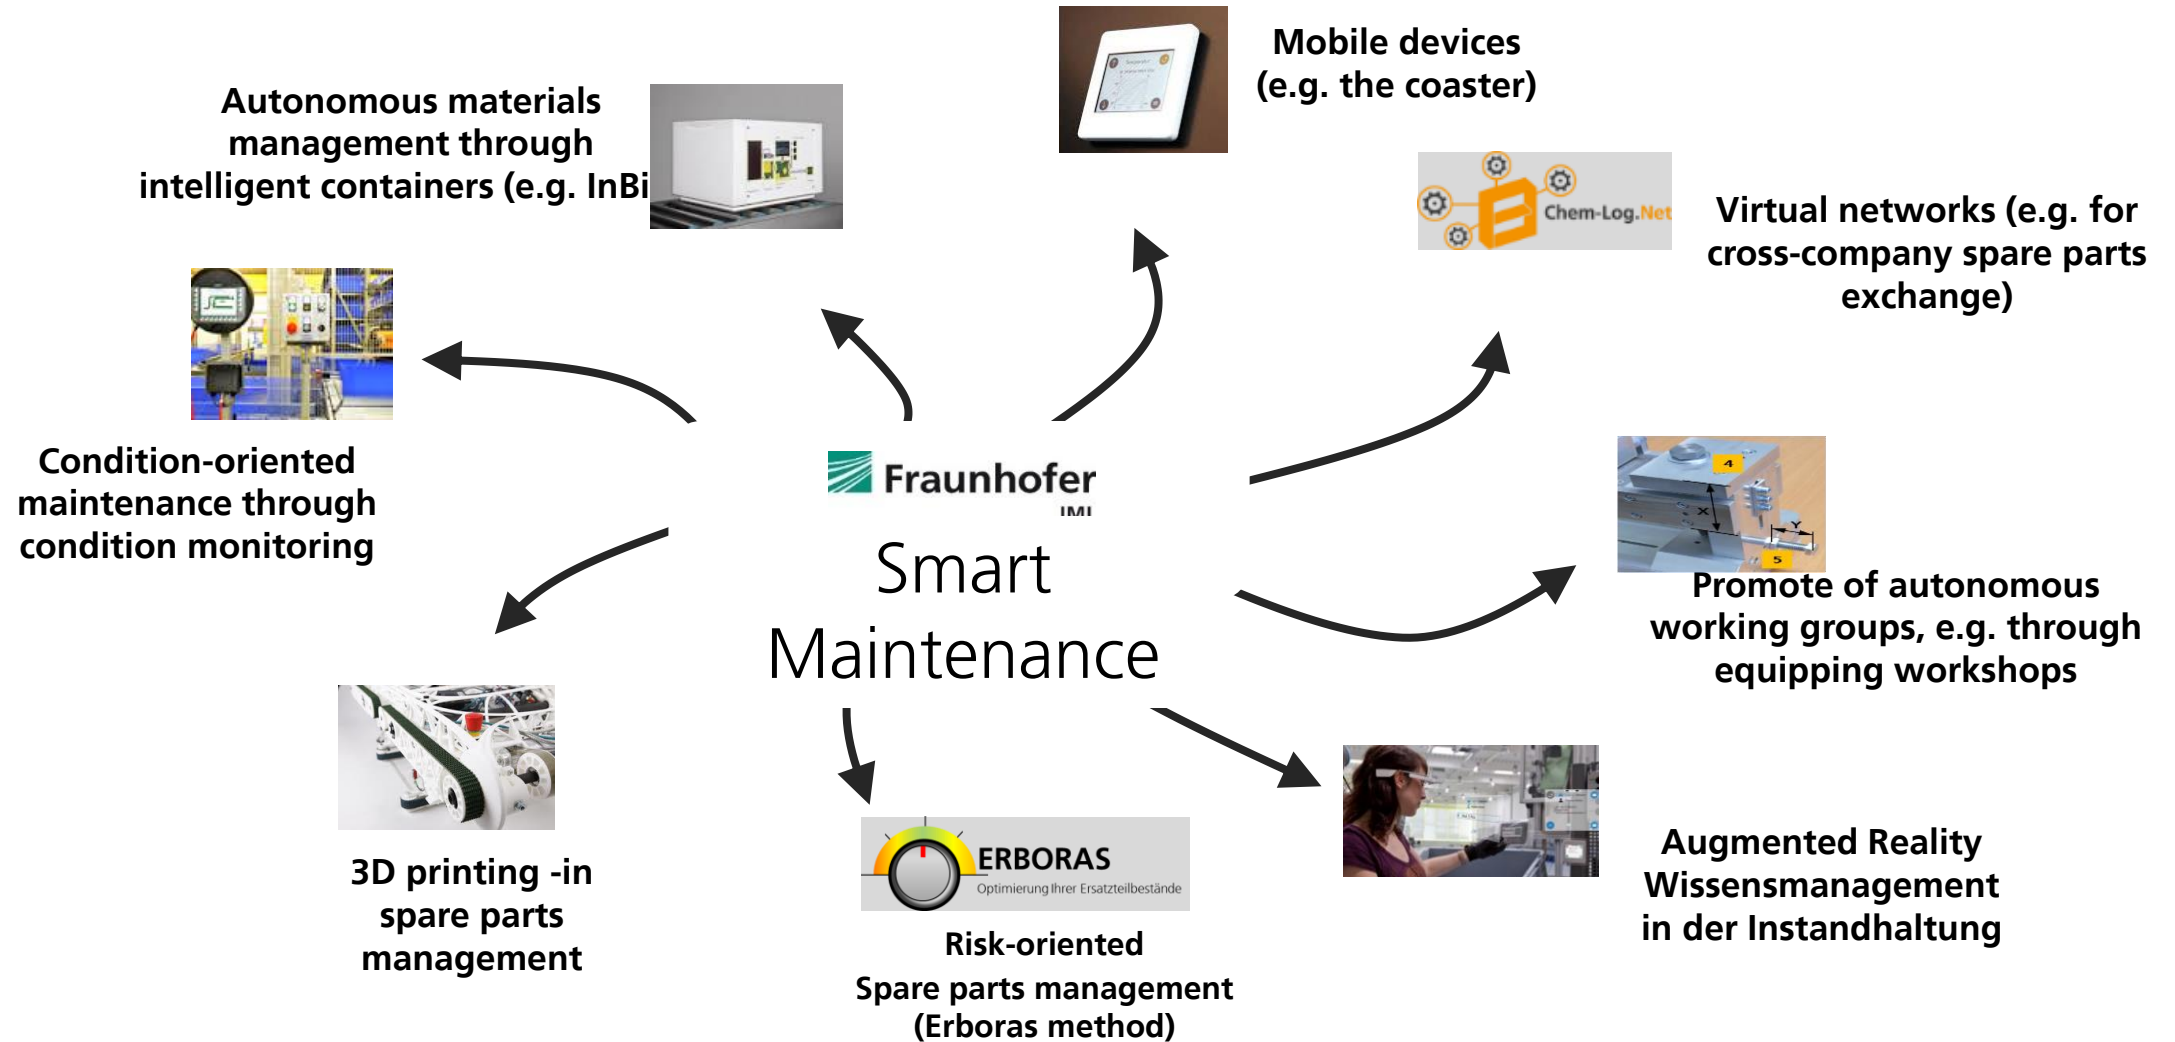 Mobile devices
(e.g. the coaster)
Autonomous materials
management through
intelligent containers (e.g. InBi
Chem-Log.Net
Virtual networks (e.g. for
cross-company spare parts
exchange)
Condition-oriented
maintenance through
condition monitoring
Fraunhofer
IML
Smart
Maintenance
4
X
Y
5
Promote of autonomous
working groups, e.g. through
equipping workshops
3D printing -in
spare parts
management
ERBORAS
Optimierung Ihrer Ersatzteilbestände
Risk-oriented
Spare parts management
(Erboras method)
Augmented Reality
Wissensmanagement
in der Instandhaltung